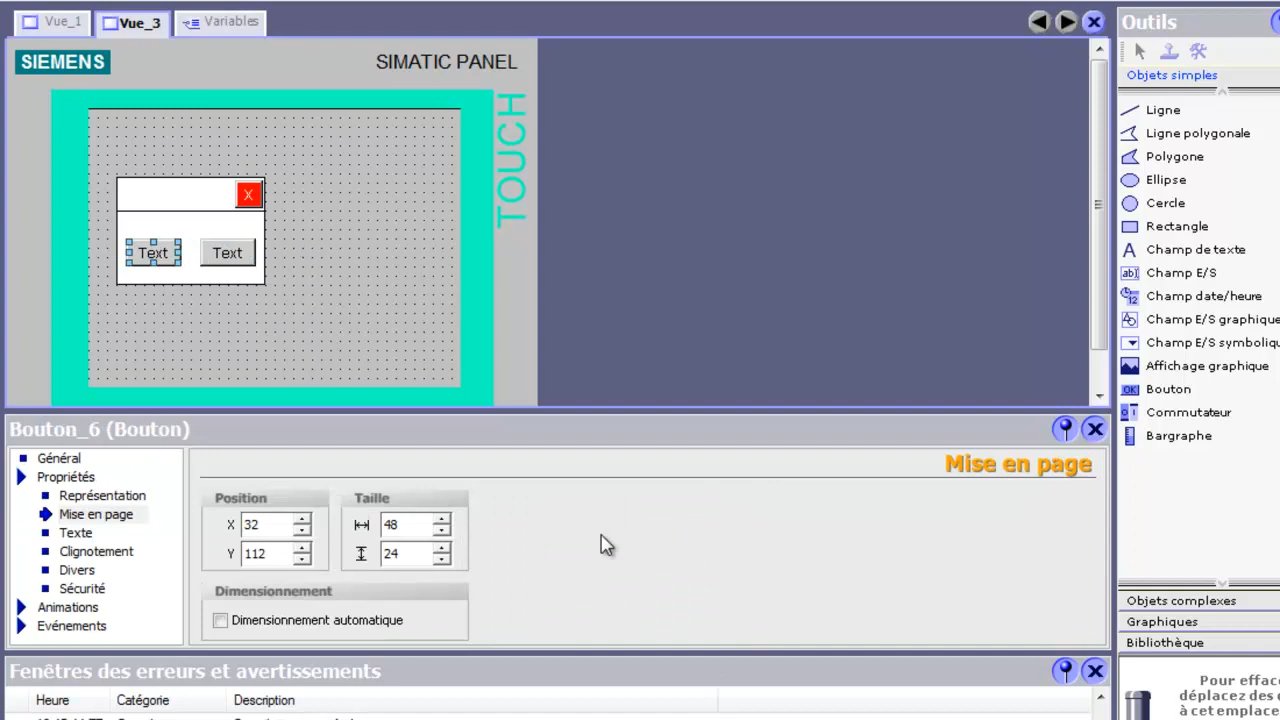 Vue_1
Vue_3
Variables
Outils
SIEMENS
SIMATIC PANEL
TOUCH
X
Text
Text
Objets simples
Ligne
Ligne polygonale
Polygone
Ellipse
Cercle
Rectangle
Champ de texte
Champ E/S
Champ date/heure
Champ E/S graphique
Champ E/S symboliqu
Affichage graphique
Bouton
Commutateur
Bargraphe
Objets complexes
Graphiques
Bibliothèque
Pour efface
déplacez des o
à cet emplace
Bouton_6 (Bouton)
Général
Propriétés
Représentation
Mise en page
Texte
Clignotement
Divers
Sécurité
Animations
Evénements
Mise en page
Position
X 32
Y 112
Taille
48
24
Dimensionnement
Dimensionnement automatique
Fenêtres des erreurs et avertissements
Heure
Catégorie
Description